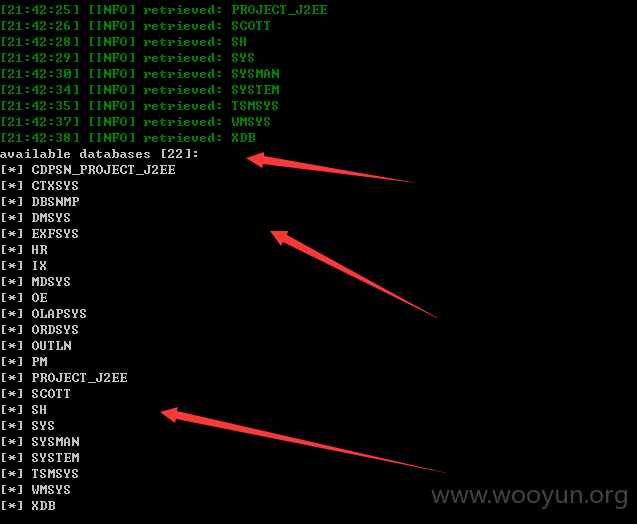 [21:42:25] [INFO] retrieved: PROJECT_J2EE
[21:42:26] [INFO] retrieved: SCOTT
[21:42:28] [INFO] retrieved: SH
[21:42:29] [INFO] retrieved: SYS
[21:42:30] [INFO] retrieved: SYSMAN
[21:42:34] [INFO] retrieved: SYSTEM
[21:42:35] [INFO] retrieved: TSMSYS
[21:42:37] [INFO] retrieved: WMSYS
[21:42:38] [INFO] retrieved: XDB
available databases [22]:
[*] CDPSN_PROJECT_J2EE
[*] CTXSYS
[*] DBSNMP
[*] DMSYS
[*] EXFSYS
[*] HR
[*] IX
[*] MDSYS
[*] OE
[*] OLAPSYS
[*] ORDSYS
[*] OUTLN
[*] PM
[*] PROJECT_J2EE
[*] SCOTT
[*] SH
[*] SYS
[*] SYSMAN
[*] SYSTEM
[*] TSMSYS
[*] WMSYS
[*] XDB
www.wooyun.org